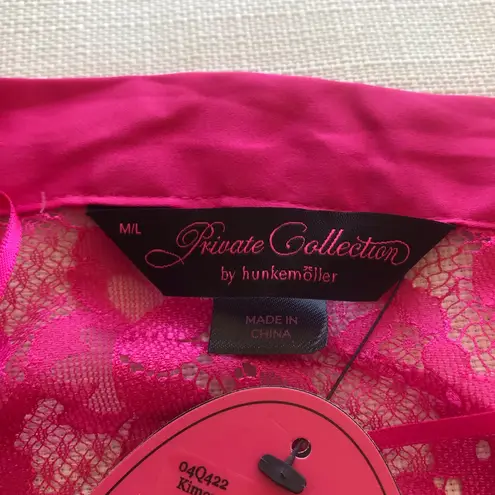 M/L
Private Collection
by hunkemöller
MADE IN
CHINA
04Q422